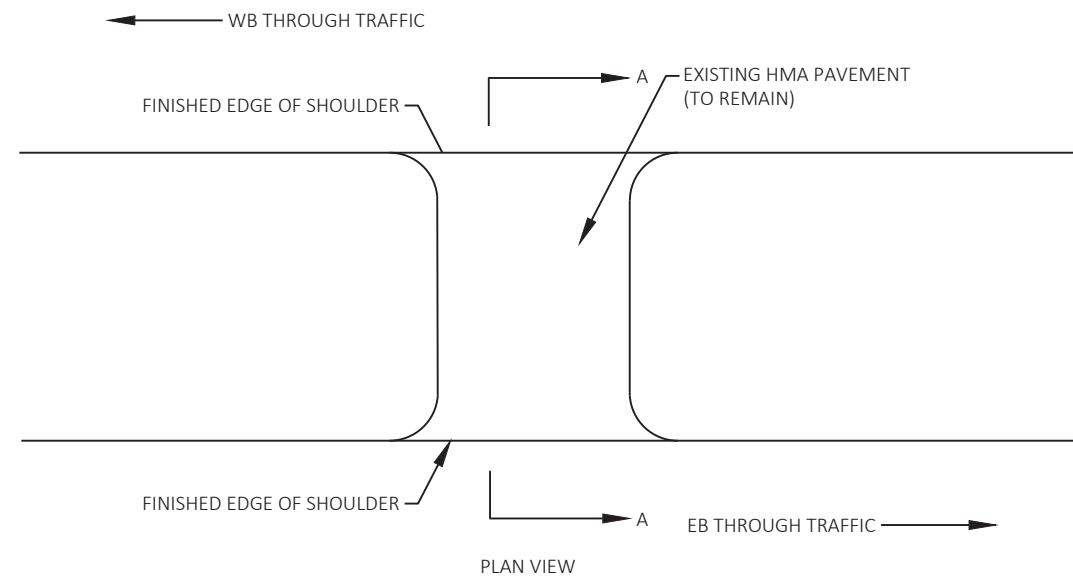 WB THROUGH TRAFFIC
A
EXISTING HMA PAVEMENT
(TO REMAIN)
FINISHED EDGE OF SHOULDER
FINISHED EDGE OF SHOULDER
A
EB THROUGH TRAFFIC
PLAN VIEW